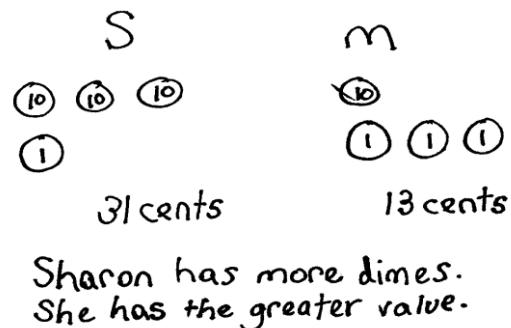 S m
10 10 10 10
1 1 1 1
31 cents 13 cents
Sharon has more dimes.
She has the greater value.